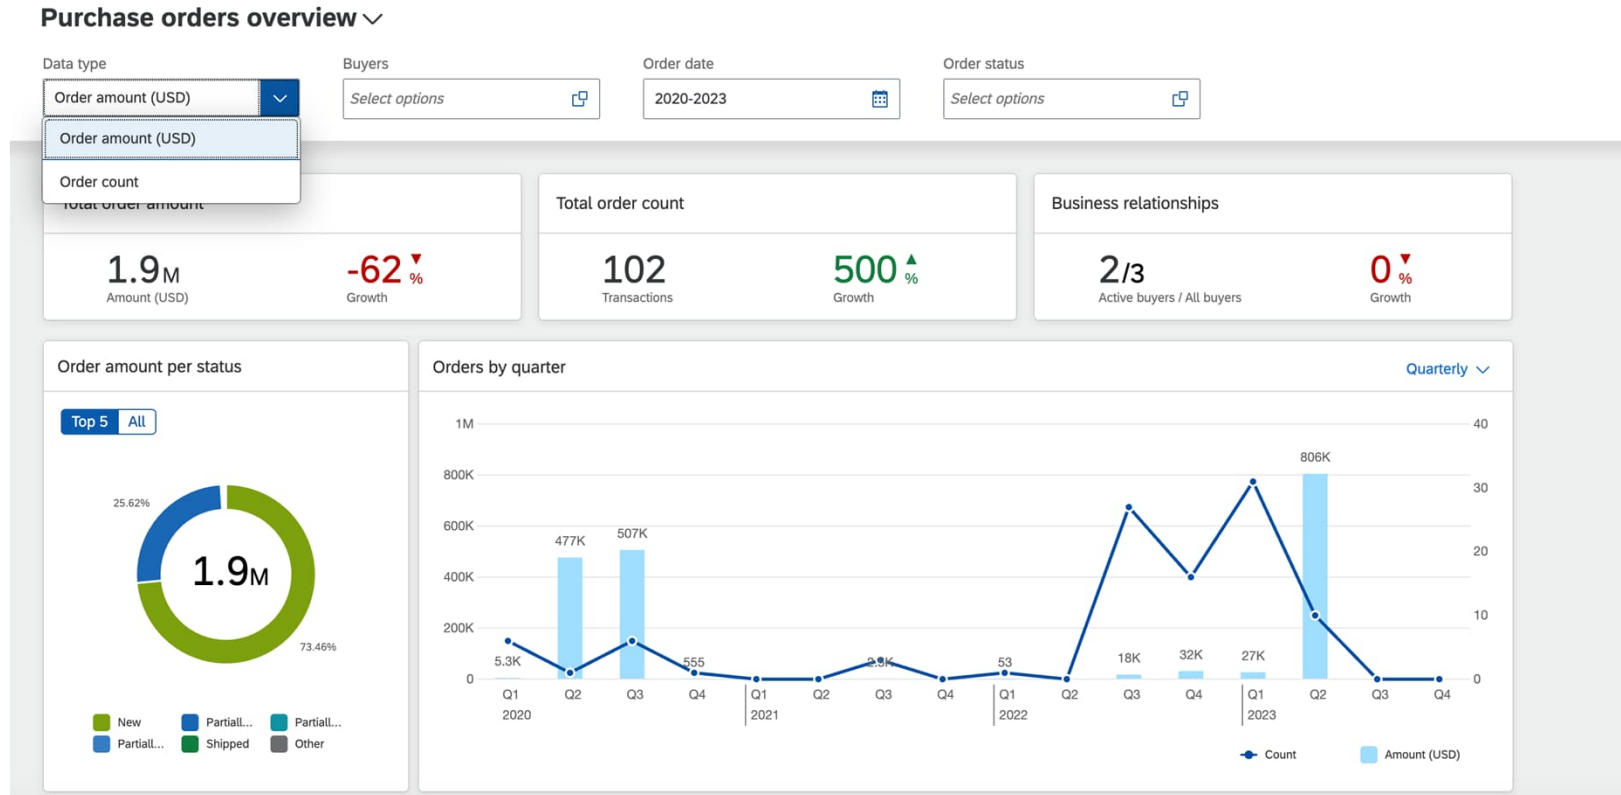 Purchase orders overview
Data type
Buyers
Order date
Order status
Order amount (USD)
Select options
2020-2023
Select options
Order amount (USD)
Order count
Total order amount
Total order count
Business relationships
1.9M
Amount (USD)
-62 %
Growth
102
Transactions
500 %
Growth
2/3
Active buyers / All buyers
0 %
Growth
Order amount per status
Top 5 All
25.62%
1.9M
73.46%
New Partiall... Partiall...
Partiall... Shipped Other
Orders by quarter
Quarterly
1M 40
800K
30
600K
20
400K
10
200K
0 0
5.3K 477K 507K 555 2.3K 53 18K 32K 27K 806K
Q1 Q2 Q3 Q4 Q1 Q2 Q3 Q4 Q1 Q2 Q3 Q4 Q1 Q2 Q3 Q4
2020 2021 2022 2023
Count Amount (USD)